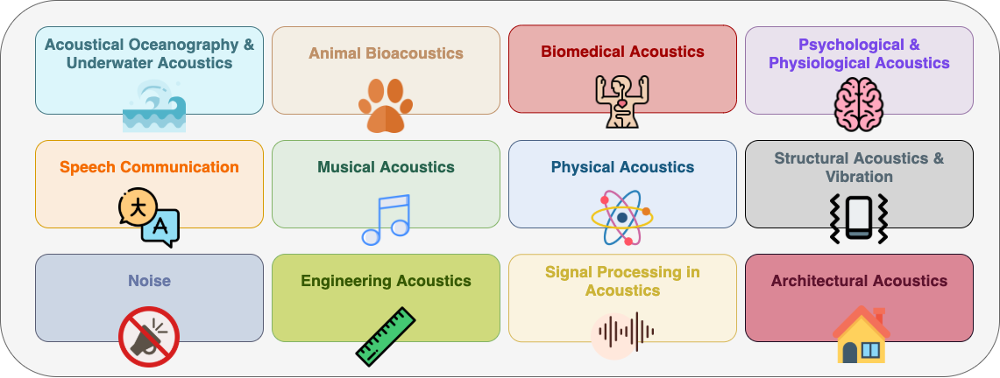 Acoustical Oceanography &
Underwater Acoustics
Animal Bioacoustics
Biomedical Acoustics
Psychological &
Physiological Acoustics
Speech Communication
大
A
Musical Acoustics
Physical Acoustics
Structural Acoustics &
Vibration
Noise
Engineering Acoustics
Signal Processing in
Acoustics
Architectural Acoustics